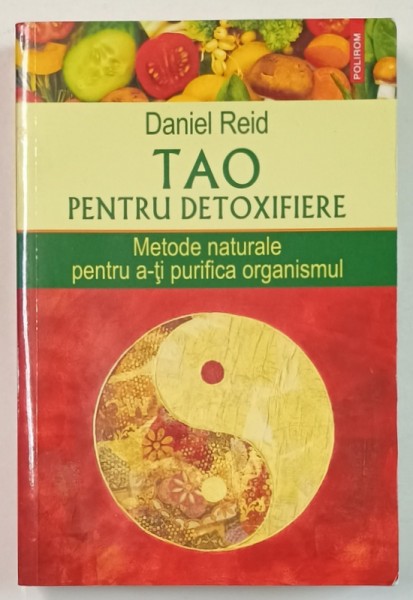 POLIROM
Daniel Reid
TAO
PENTRU DETOXIFIERE
Metode naturale
pentru a-ţi purifica organismul